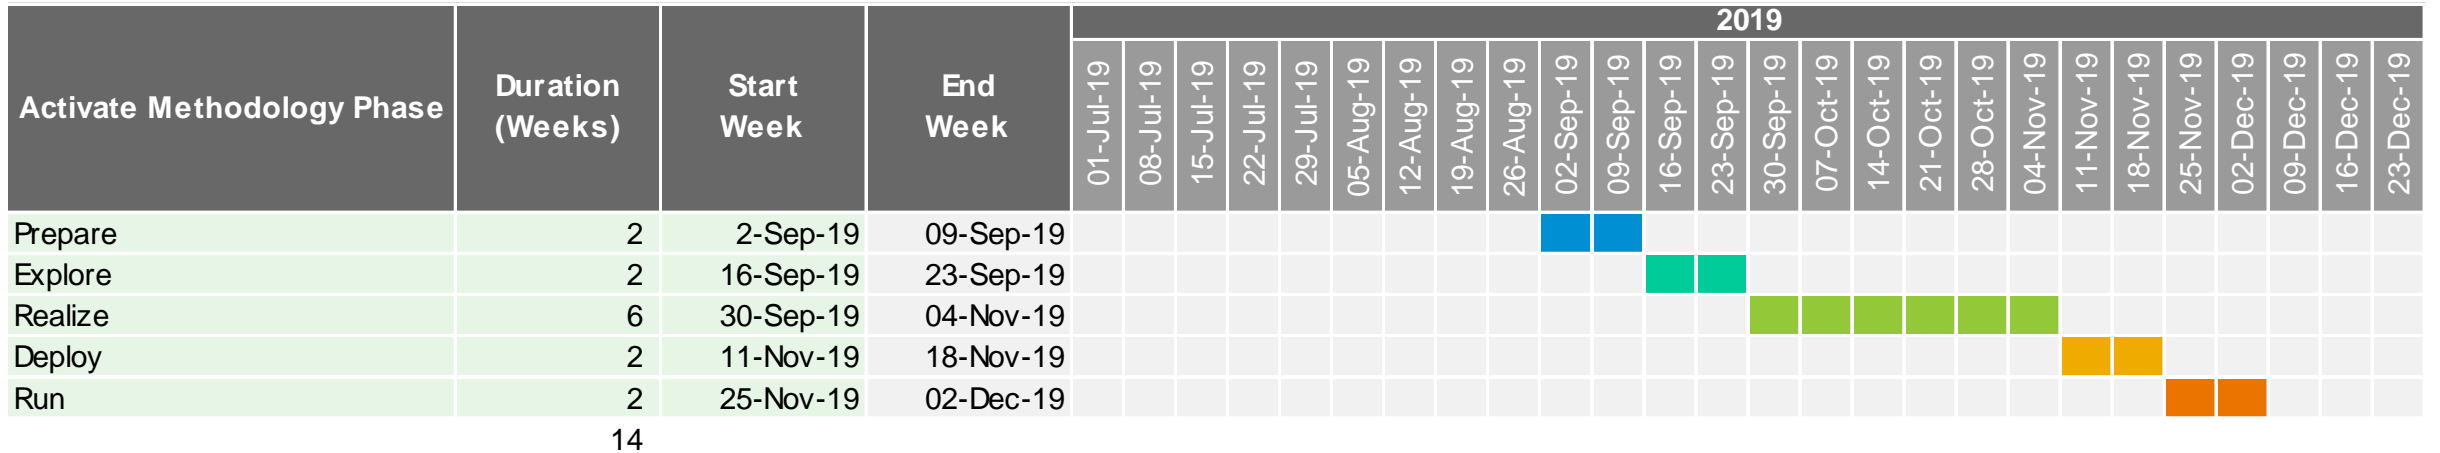 2019
Activate Methodology Phase Duration (Weeks) Start Week End Week 01-Jul-19 08-Jul-19 15-Jul-19 22-Jul-19 29-Jul-19 05-Aug-19 12-Aug-19 19-Aug-19 26-Aug-19 02-Sep-19 09-Sep-19 16-Sep-19 23-Sep-19 30-Sep-19 07-Oct-19 14-Oct-19 21-Oct-19 28-Oct-19 04-Nov-19 11-Nov-19 18-Nov-19 25-Nov-19 02-Dec-19 09-Dec-19 16-Dec-19 23-Dec-19
Prepare 2 2-Sep-19 09-Sep-19
Explore 2 16-Sep-19 23-Sep-19
Realize 6 30-Sep-19 04-Nov-19
Deploy 2 11-Nov-19 18-Nov-19
Run 2 25-Nov-19 02-Dec-19
14